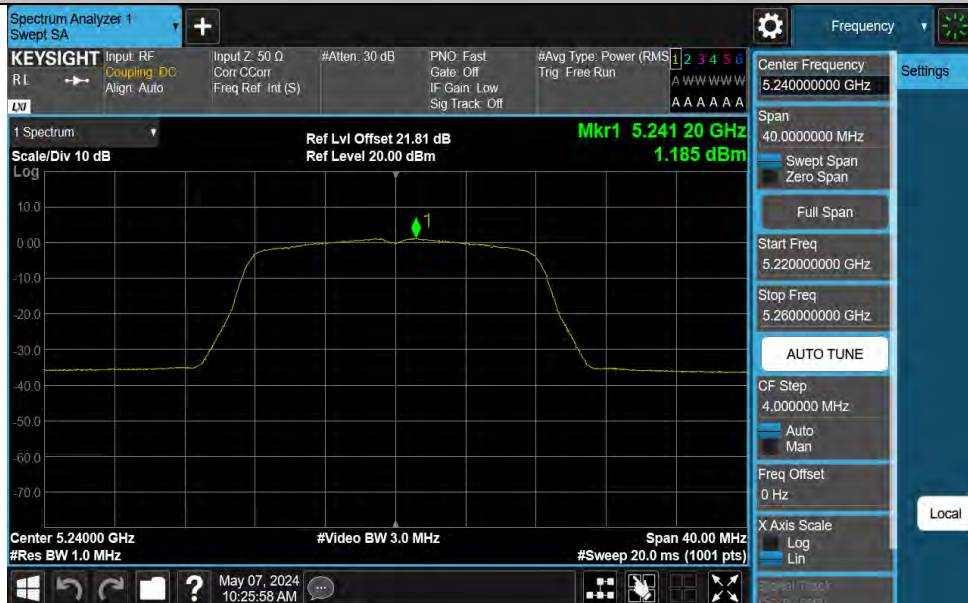 Spectrum Analyzer 1
Swept SA
+
Frequency
KEYSIGHT
RL
LXI
Input: RF
Coupling: DC
Align: Auto
Input Z: 50 Ω
Corr CCorr
Freq Ref: Int (S)
#Atten: 30 dB
PNO: Fast
Gate: Off
IF Gain: Low
Sig Track: Off
#Avg Type: Power (RMS
Trig: Free Run
1 2 3 4 5 6
A W W W W W
A A A A A A
Center Frequency
5.240000000 GHz
Settings
1 Spectrum
Scale/Div 10 dB
Log
Ref Lvl Offset 21.81 dB
Ref Level 20.00 dBm
Mkr1 5.241 20 GHz
1.185 dBm
1
10.0
0.00
-10.0
-20.0
-30.0
-40.0
-50.0
-60.0
-70.0
Span
40.0000000 MHz
Swept Span
Zero Span
Full Span
Start Freq
5.220000000 GHz
Stop Freq
5.260000000 GHz
AUTO TUNE
CF Step
4.000000 MHz
Auto
Man
Freq Offset
0 Hz
Local
X Axis Scale
Log
Lin
Signal Track
Center 5.24000 GHz
#Res BW 1.0 MHz
#Video BW 3.0 MHz
Span 40.00 MHz
#Sweep 20.0 ms (1001 pts)
?
May 07, 2024
10:25:58 AM